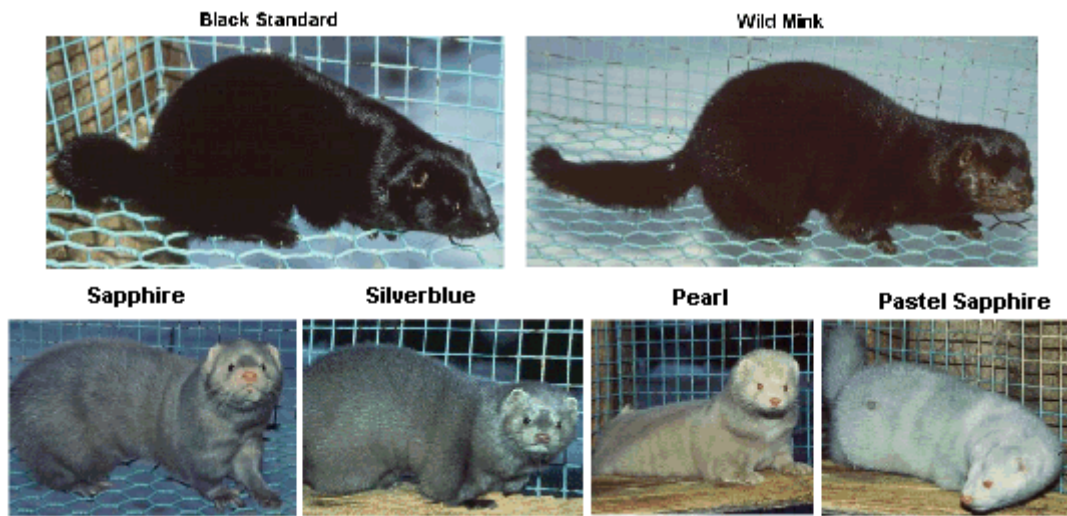 Black Standard
Wild Mink
Sapphire
Silverblue
Pearl
Pastel Sapphire